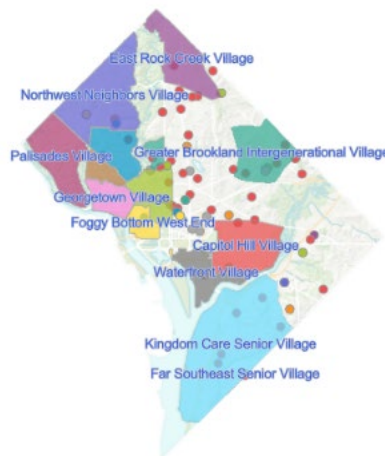 East Rock Creek Village
Northwest Neighbors Village
Palisades Village
Greater Brookland Intergenerational Village
Georgetown Village
Foggy Bottom West End
Capitol Hill Village
Waterfront Village
Kingdom Care Senior Village
Far Southeast Senior Village